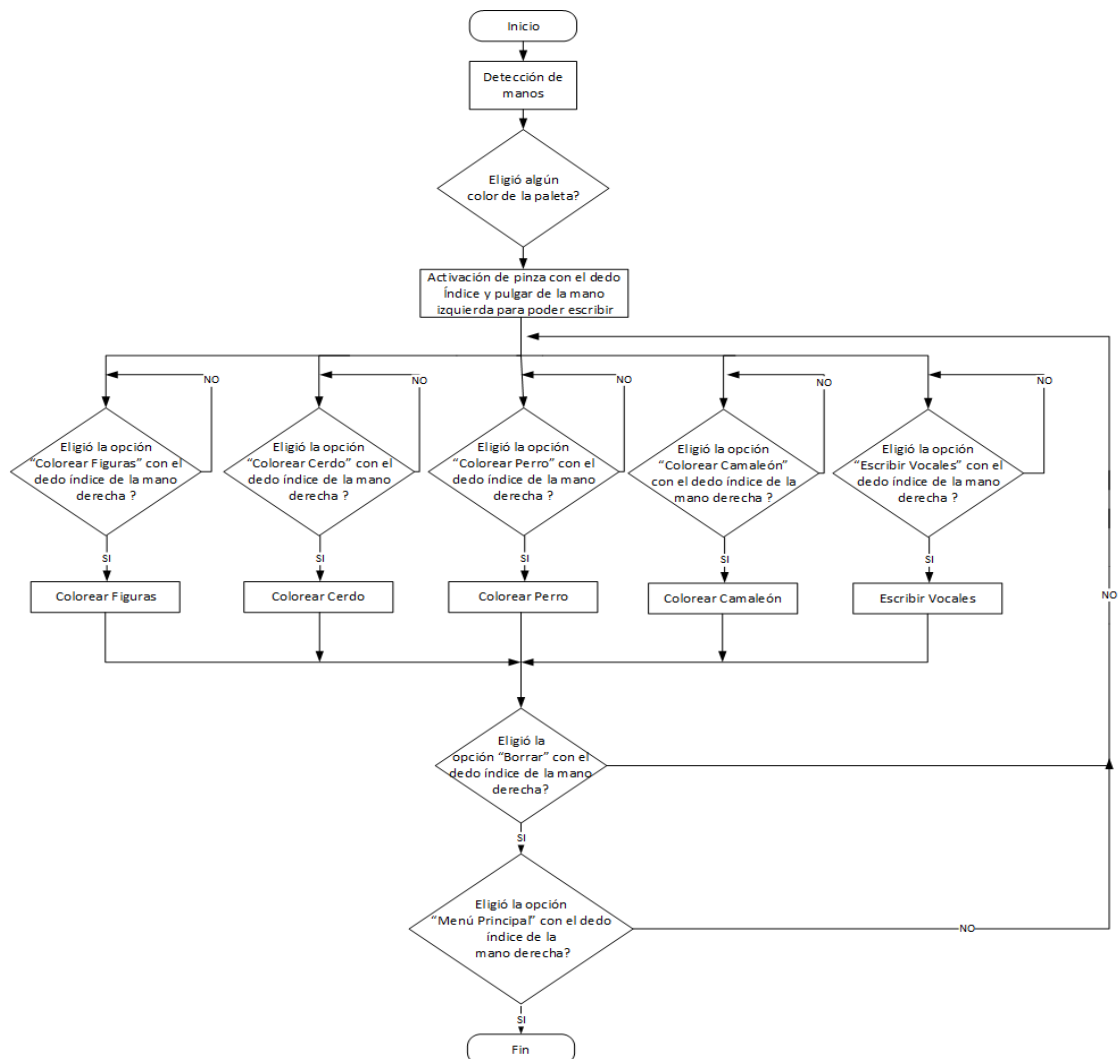 Inicio
Detección de
manos
Eligió algún
color de la paleta?
Activación de pinza con el dedo
Índice y pulgar de la mano
izquierda para poder escribir
NO
NO
NO
NO
NO
Eligió la opción
“Colorear Figuras” con el
dedo índice de la mano
derecha ?
Eligió la opción
“Colorear Cerdo” con el
dedo índice de la mano
derecha ?
Eligió la opción
“Colorear Perro” con el
dedo índice de la mano
derecha ?
Eligió la opción
“Colorear Camaleón”
con el dedo índice de la
mano derecha ?
Eligió la opción
“Escribir Vocales” con el
dedo índice de la mano
derecha ?
SI
SI
SI
SI
SI
Colorear Figuras
Colorear Cerdo
Colorear Perro
Colorear Camaleón
Escribir Vocales
NO
Eligió la
opción “Borrar” con el
dedo índice de la mano
derecha?
SI
Eligió la opción
“Menú Principal” con el dedo
índice de la
mano derecha?
NO
SI
Fin